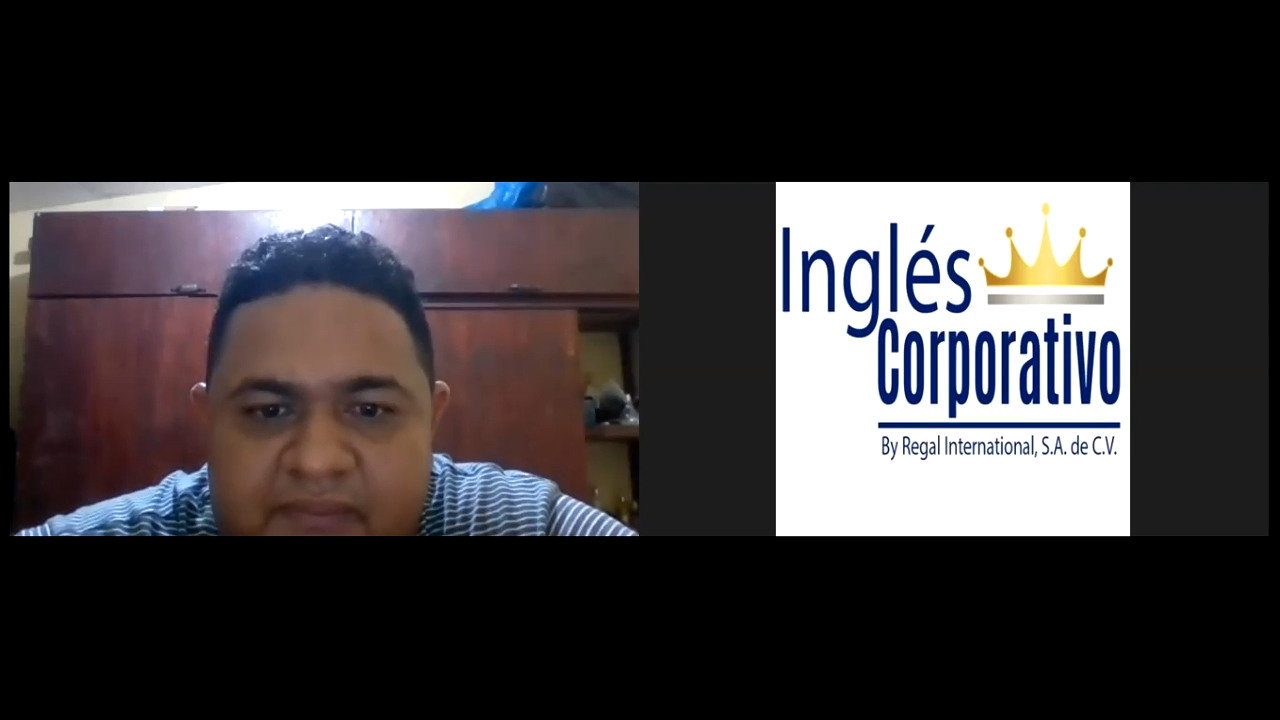 Inglés
Corporativo
By Regal International, S.A. de C.V.